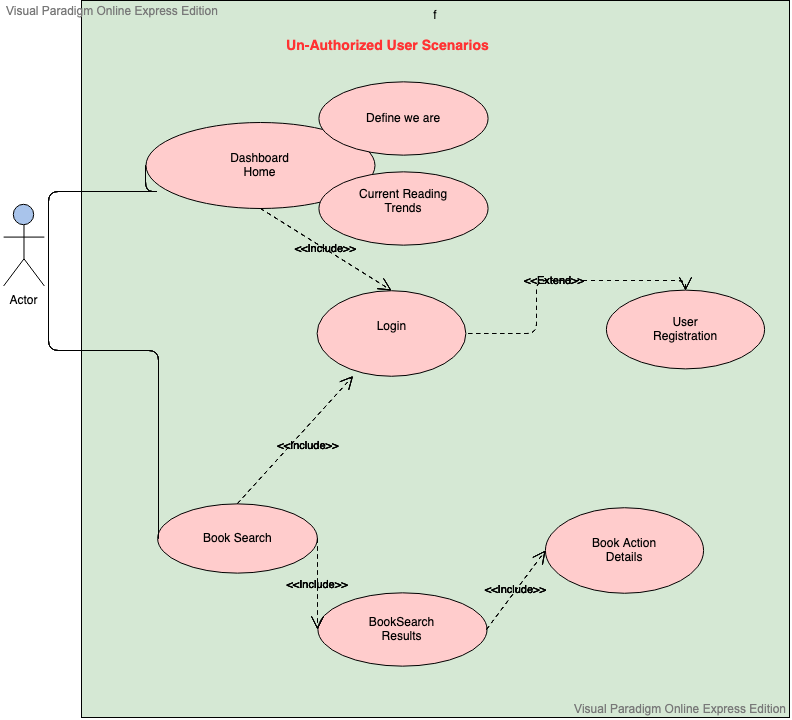 Visual Paradigm Online Express Edition
f
Un-Authorized User Scenarios
Define we are
Dashboard
Home
Current Reading
Trends
<<Include>>
<<Extend>>
Actor
Login
User
Registration
<<Include>>
Book Search
Book Action
Details
<<Include>>
<<Include>>
BookSearch
Results
Visual Paradigm Online Express Edition